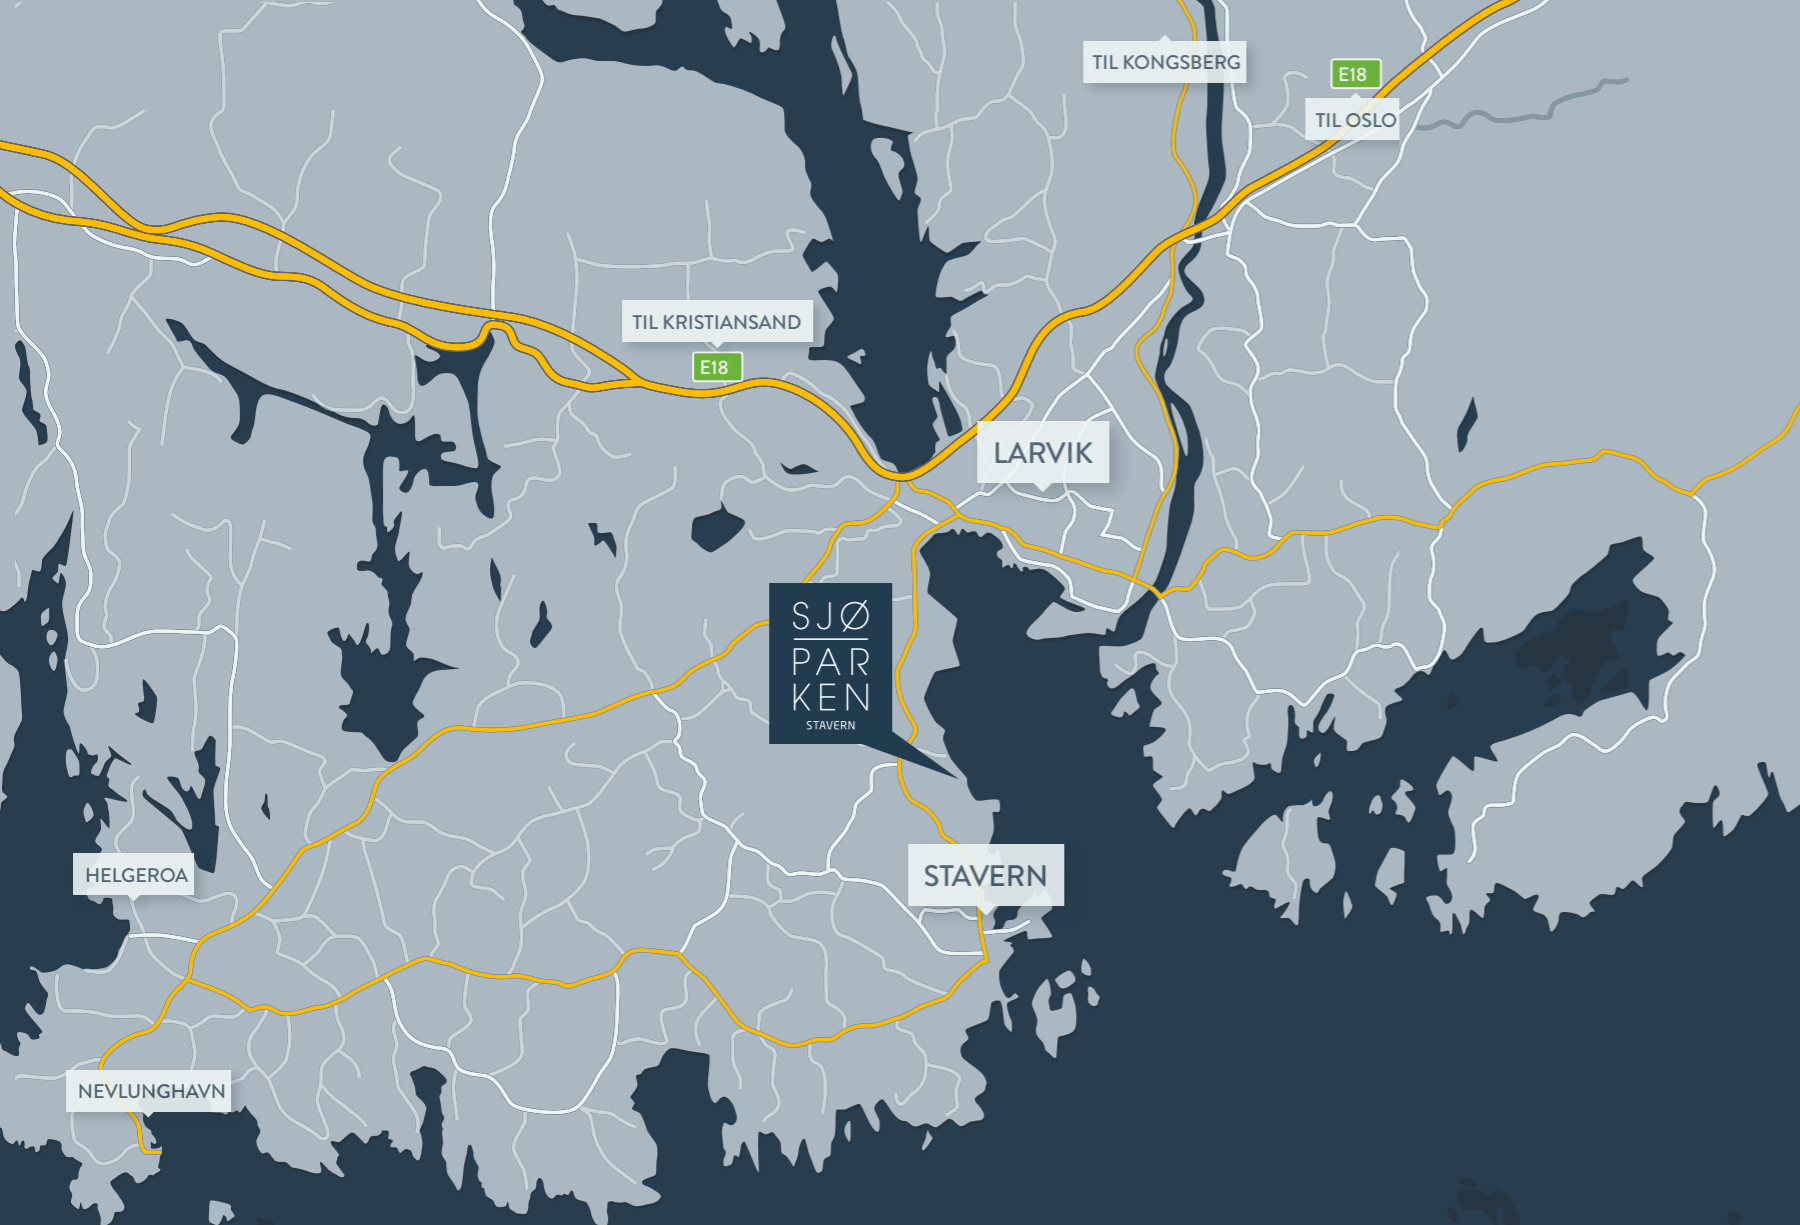 TIL KONGSBERG
E18
TIL OSLO
TIL KRISTIANSAND
E18
LARVIK
SJØ
PAR
KEN
STAVERN
STAVERN
HELGEROA
NEVLUNGHAVN